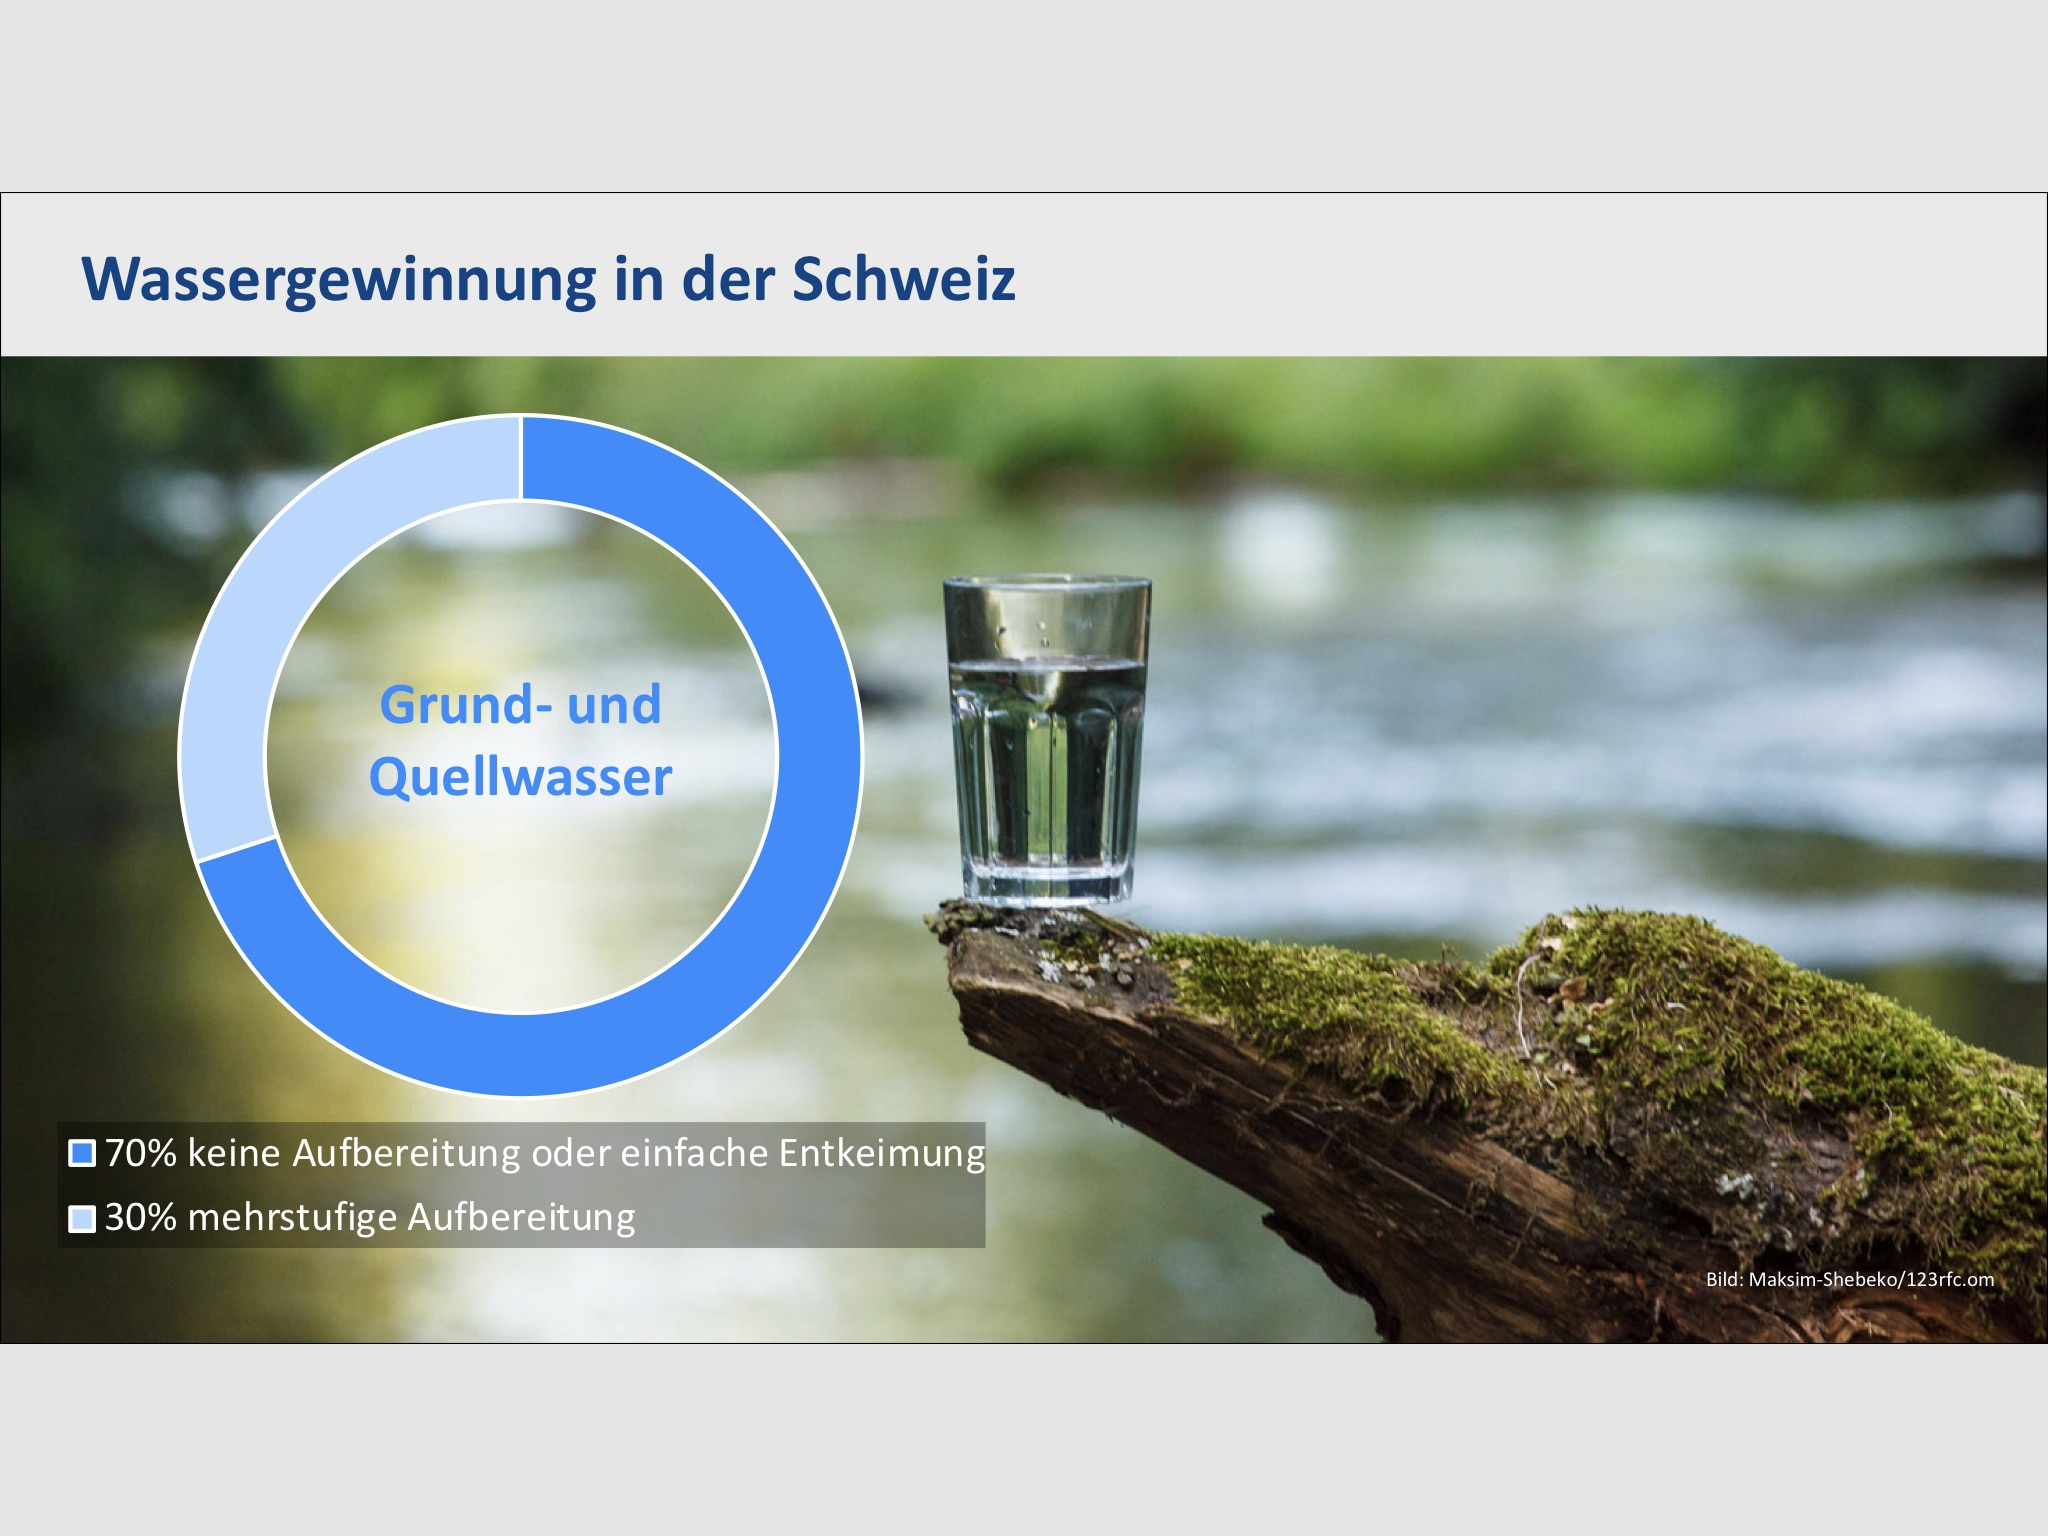 Wassergewinnung in der Schweiz
Grund- und
Quellwasser
70% keine Aufbereitung oder einfache Entkeimung
30% mehrstufige Aufbereitung
Bild: Maksim-Shebeko/123rfc.om